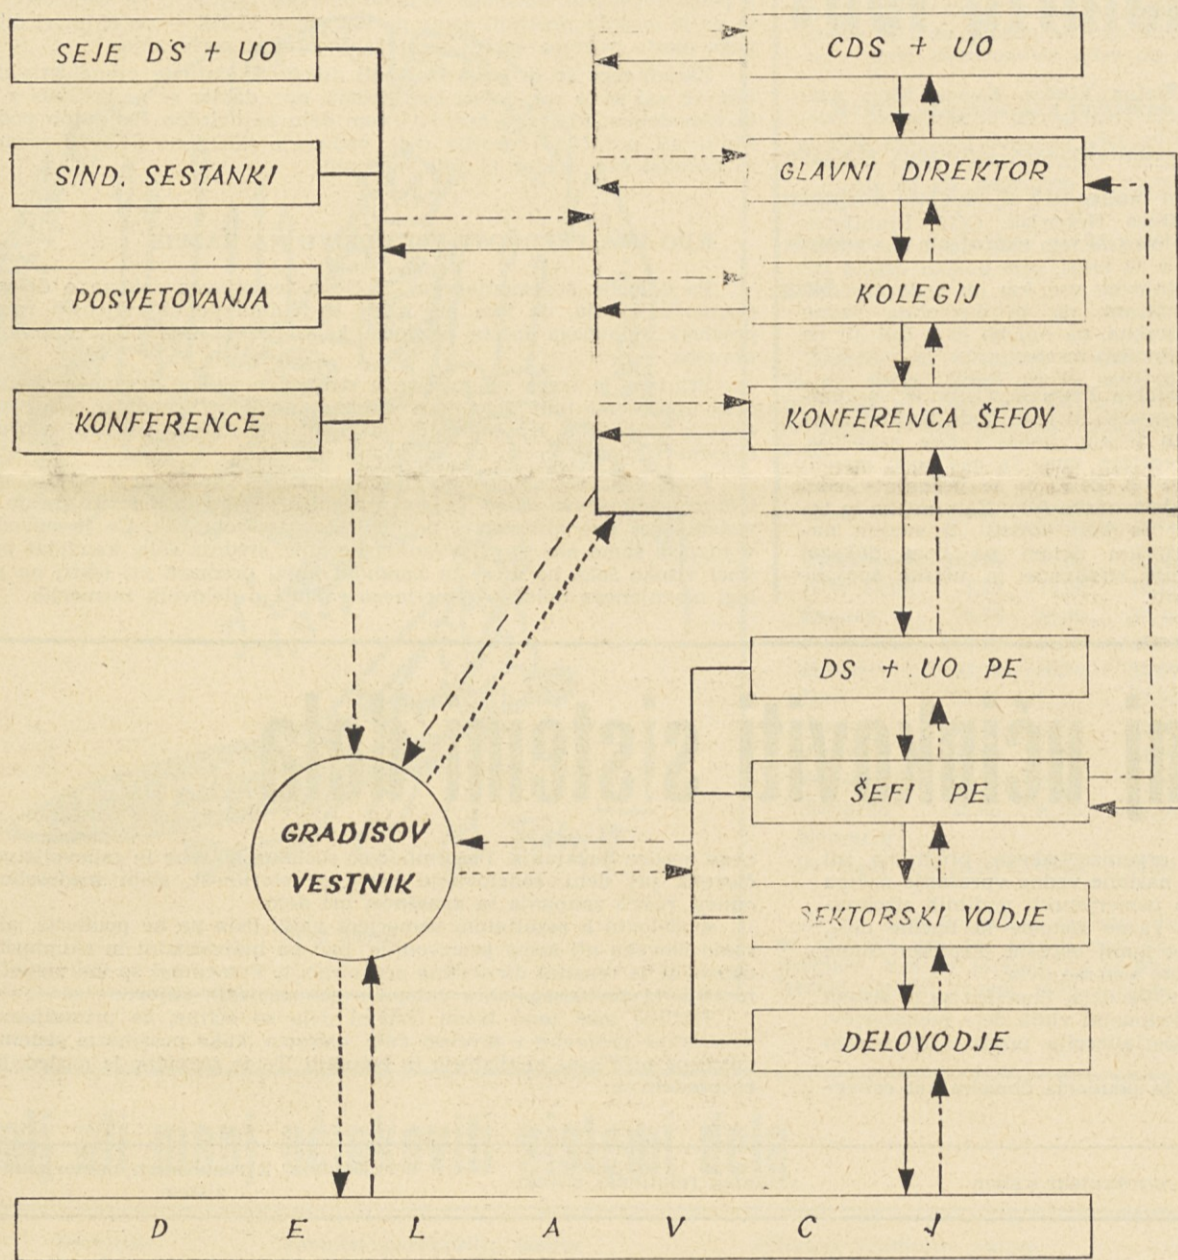 SEJE DS + UO
SIND. SESTANKI
POSVETOVANJA
KONFERENCE
CDS + UO
GLAVNI DIREKTOR
KOLEGIJ
KONFERENCA ŠEFOV
DS + UO PE
ŠEFI PE
SEKTORSKI VODJE
DELOVODJE
GRADISOV
VESTNIK
DELAVCI